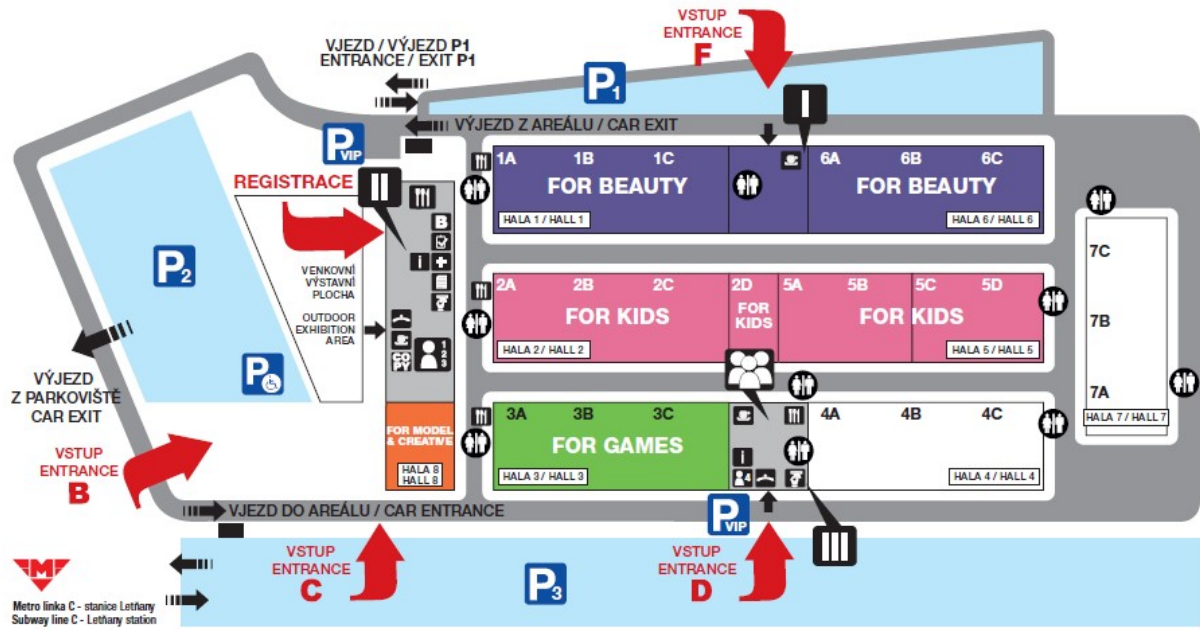 VSTUP
ENTRANCE
F
VJEZD / VÝJEZD P1
ENTRANCE / EXIT P1
P1
I
VÝJEZD Z AREÁLU / CAR EXIT
P VIP
REGISTRACE
II
1A 1B 1C 6A 6B 6C
FOR BEAUTY FOR BEAUTY
HALA 1 / HALL 1 HALA 6 / HALL 6
B
i
P2
VENKOVNÍ
VÝSTAVNÍ
PLOCHA
OUTDOOR
EXHIBITION
AREA
7C
7B
7A
HALA 7 / HALL 7
2A 2B 2C 2D 5A 5B 5C 5D
FOR KIDS FOR KIDS FOR KIDS
HALA 2 / HALL 2 HALA 5 / HALL 5
COPY
1
2
3
P
VÝJEZD
Z PARKOVIŠTĚ
CAR EXIT
3A 3B 3C 4A 4B 4C
FOR GAMES
HALA 3 / HALL 3 HALA 4 / HALL 4
i
4
FOR MODEL
& CREATIVE
HALA 8
HALL 8
VSTUP
ENTRANCE
B
VJEZD DO AREÁLU / CAR ENTRANCE
P VIP
III
VSTUP
ENTRANCE
C
VSTUP
ENTRANCE
D
P3
M
Metro linka C - stanice Letňany
Subway line C - Letňany station